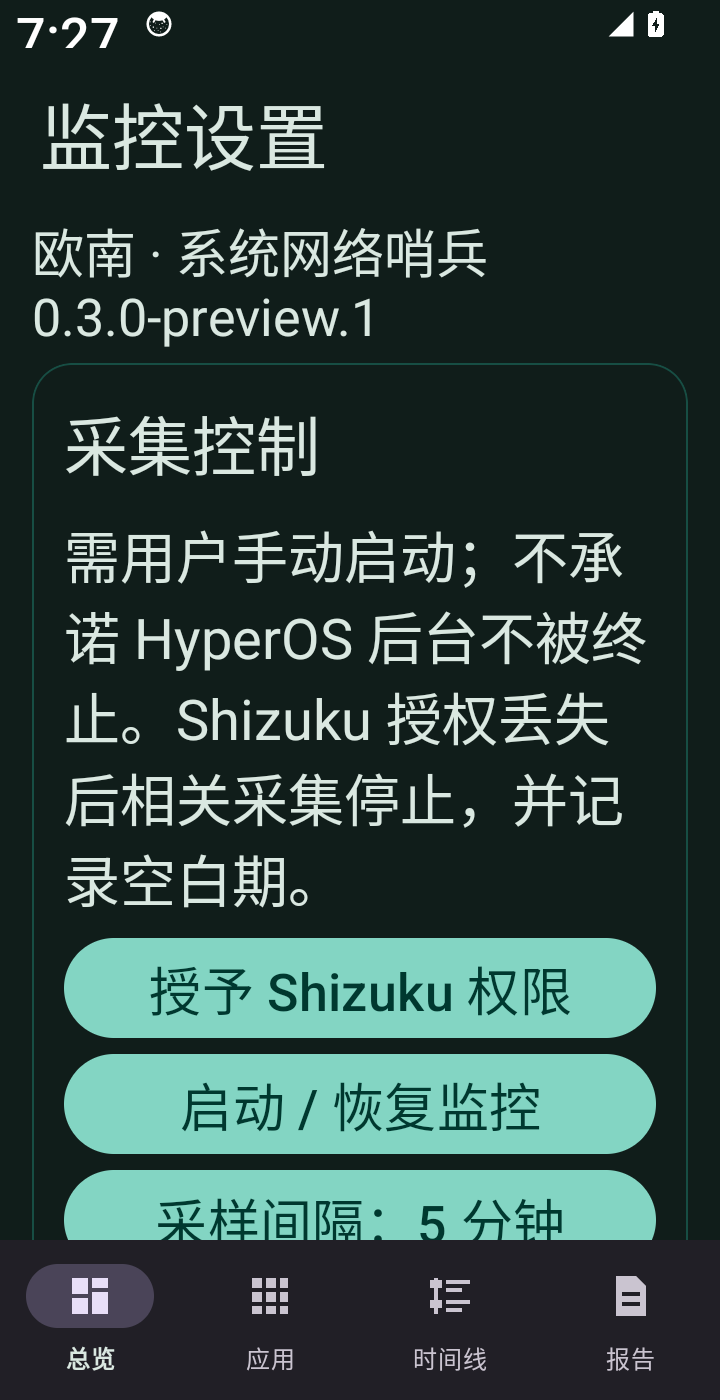 7:27
监控设置
欧南 · 系统网络哨兵
0.3.0-preview.1
采集控制
需用户手动启动；不承
诺 HyperOS 后台不被终
止。Shizuku 授权丢失
后相关采集停止，并记
录空白期。
授予 Shizuku 权限
启动 / 恢复监控
采样间隔：5 分钟
总览
应用
时间线
报告